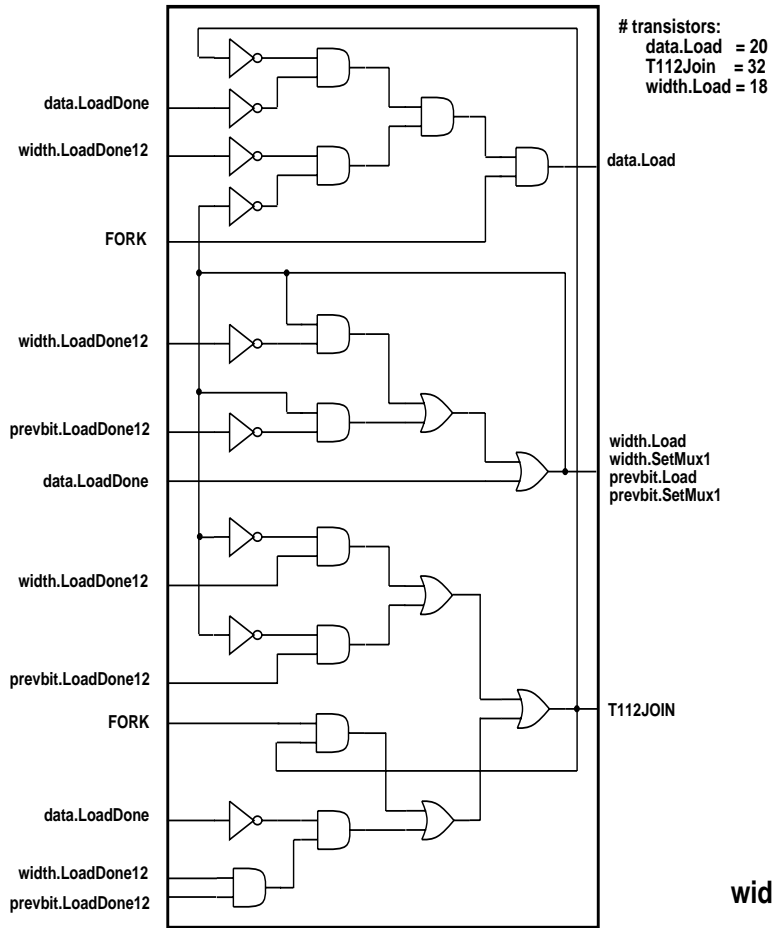 # transistors:
data.Load = 20
T112Join = 32
width.Load = 18
data.LoadDone
width.LoadDone12
data.Load
FORK
width.LoadDone12
prevbit.LoadDone12
width.Load
width.SetMux1
prevbit.Load
prevbit.SetMux1
data.LoadDone
width.LoadDone12
prevbit.LoadDone12
T112JOIN
FORK
data.LoadDone
width.LoadDone12
prevbit.LoadDone12
wid